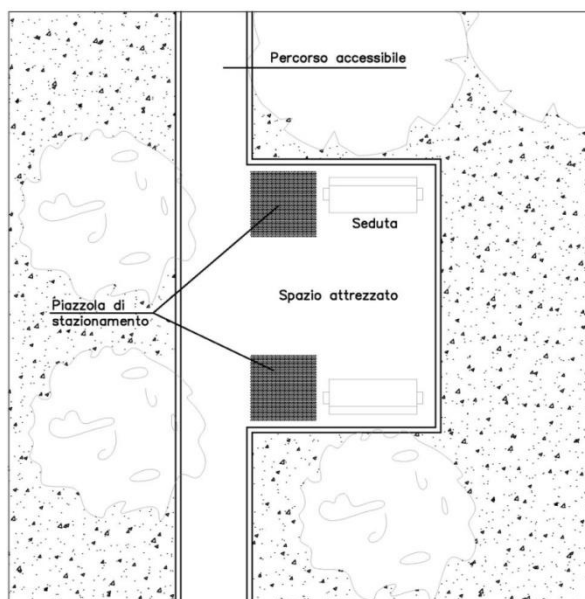 Percorso accessibile
Seduta
Spazio attrezzato
Piazzola di
stazionamento